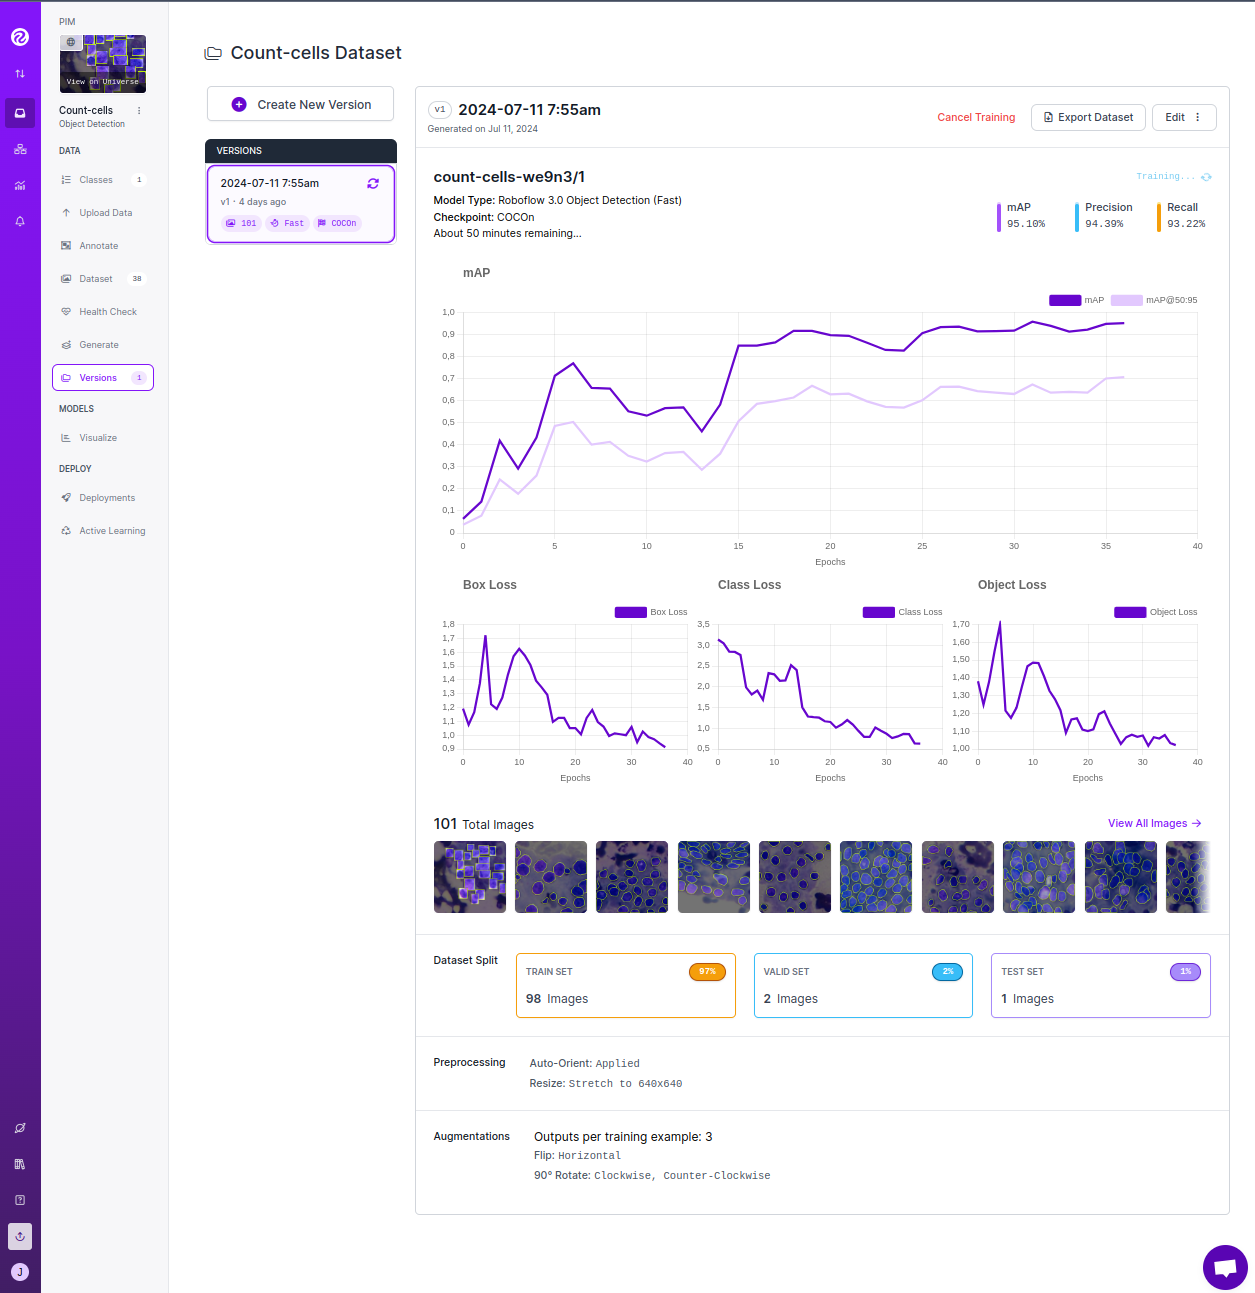 PIM
View on Universe
Count-cells
Object Detection
DATA
Classes 1
Upload Data
Annotate
Dataset 38
Health Check
Generate
Versions 1
MODELS
Visualize
DEPLOY
Deployments
Active Learning
J
Count-cells Dataset
Create New Version
VERSIONS
2024-07-11 7:55am
v1 · 4 days ago
101 Fast COCOn
v1 2024-07-11 7:55am
Generated on Jul 11, 2024
Cancel Training
Export Dataset
Edit
count-cells-we9n3/1
Training...
Model Type: Roboflow 3.0 Object Detection (Fast)
Checkpoint: COCOn
About 50 minutes remaining...
mAP
95.10%
Precision
94.39%
Recall
93.22%
mAP
mAP mAP@50:95
1,0
0,9
0,8
0,7
0,6
0,5
0,4
0,3
0,2
0,1
0
0 5 10 15 20 25 30 35 40
Epochs
Box Loss
Box Loss
1,8
1,7
1,6
1,5
1,4
1,3
1,2
1,1
1,0
0,9
0 10 20 30 40
Epochs
Class Loss
Class Loss
3,5
3,0
2,5
2,0
1,5
1,0
0,5
0 10 20 30 40
Epochs
Object Loss
Object Loss
1,70
1,60
1,50
1,40
1,30
1,20
1,10
1,00
0 10 20 30 40
Epochs
101 Total Images
View All Images →
Dataset Split
TRAIN SET 97%
98 Images
VALID SET 2%
2 Images
TEST SET 1%
1 Images
Preprocessing
Auto-Orient: Applied
Resize: Stretch to 640x640
Augmentations
Outputs per training example: 3
Flip: Horizontal
90° Rotate: Clockwise, Counter-Clockwise